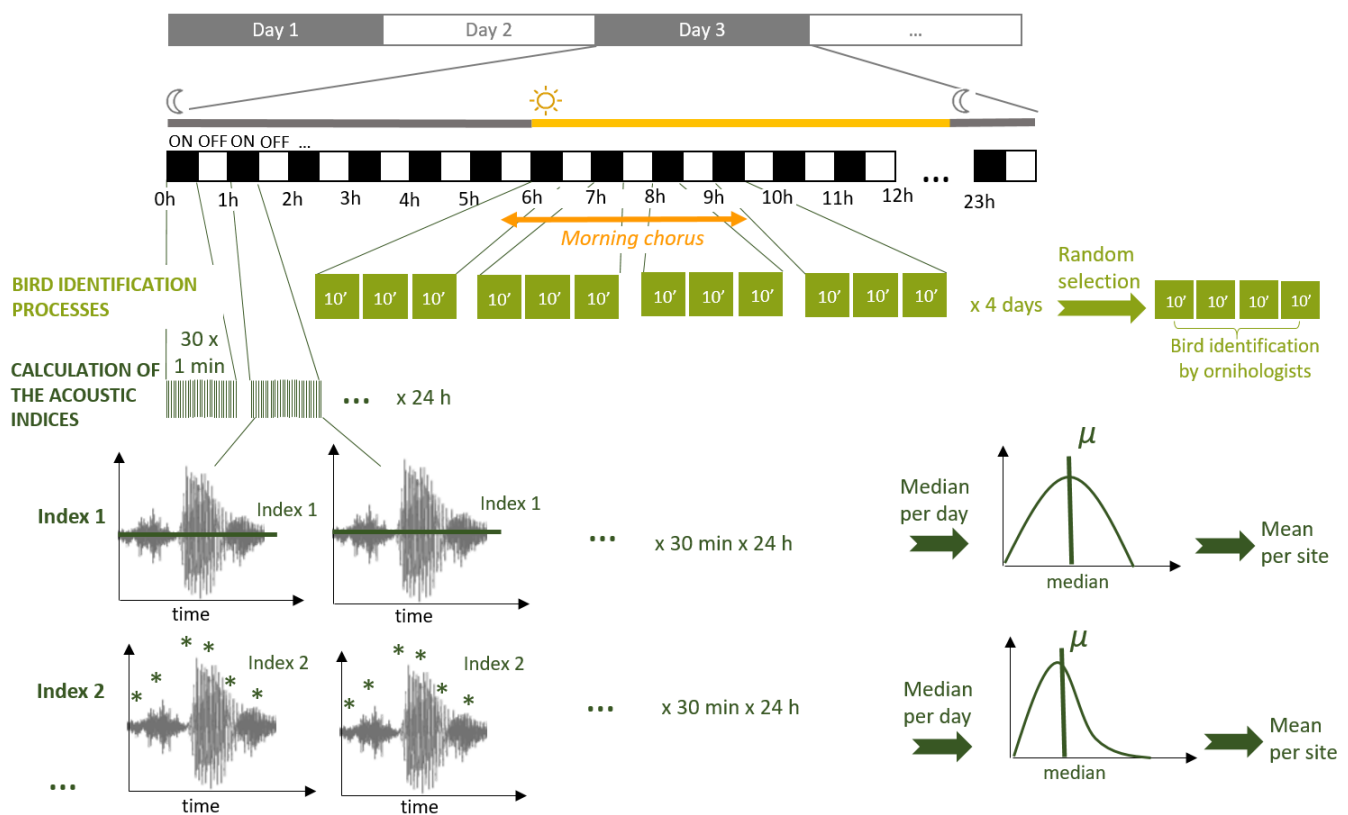 Day 1 Day 2 Day 3 ...
ON OFF ON OFF ...
...
0h 1h 2h 3h 4h 5h 6h 7h 8h 9h 10h 11h 12h 23h
Morning chorus
BIRD IDENTIFICATION
PROCESSES
10’ 10’ 10’ 10’ 10’ 10’ 10’ 10’ 10’ 10’ 10’ 10’
x 4 days
Random
selection
10’ 10’ 10’ 10’
Bird identification
by ornihologists
30 x
1 min
CALCULATION OF
THE ACOUSTIC
INDICES
... x 24 h
Index 1
Index 1
time
Index 1
time
... x 30 min x 24 h
Median
per day
μ
median
Mean
per site
Index 2
* * * * * *
Index 2
time
* * * * * *
Index 2
time
... x 30 min x 24 h
Median
per day
μ
median
Mean
per site
...